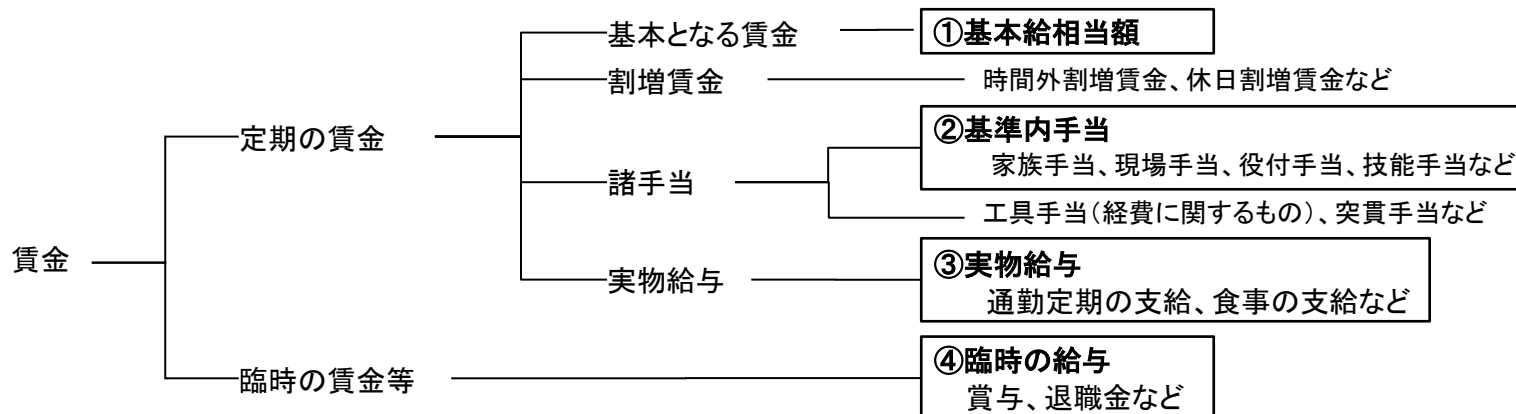 基本となる賃金
①基本給相当額
割増賃金
時間外割増賃金、休日割増賃金など
定期の賃金
②基準内手当
家族手当、現場手当、役付手当、技能手当など
諸手当
工具手当(経費に関するもの)、突貫手当など
賃金
実物給与
③実物給与
通勤定期の支給、食事の支給など
臨時の賃金等
④臨時の給与
賞与、退職金など